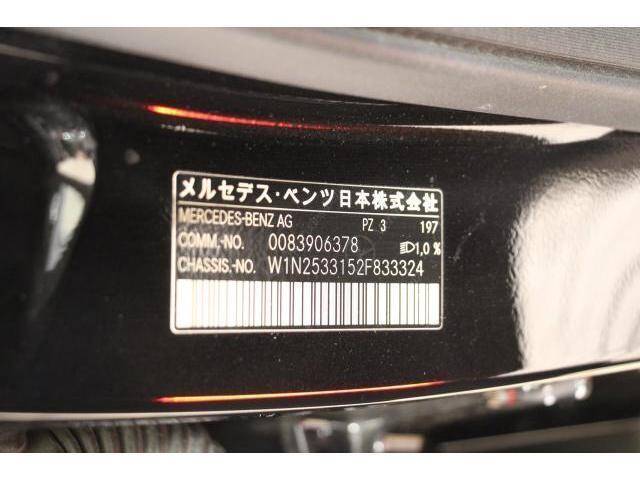 メルセデス・ベンツ日本株式会社
MERCEDES-BENZ AG PZ 3 197
COMM.-NO. 0083906378 1,0 %
CHASSIS.-NO. W1N2533152F833324